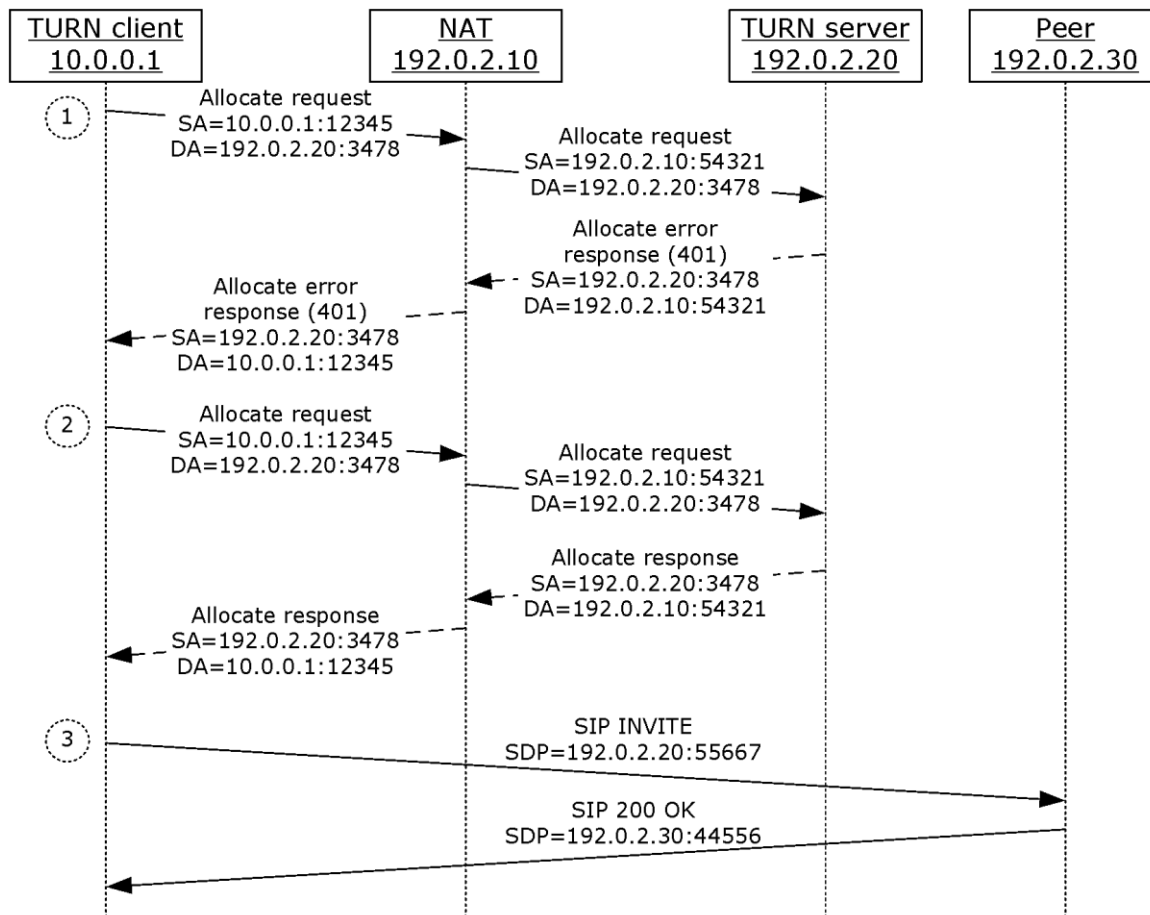 TURN client
10.0.0.1
NAT
192.0.2.10
TURN server
192.0.2.20
Peer
192.0.2.30
1
Allocate request
SA=10.0.0.1:12345
DA=192.0.2.20:3478
Allocate request
SA=192.0.2.10:54321
DA=192.0.2.20:3478
Allocate error
response (401)
SA=192.0.2.20:3478
DA=192.0.2.10:54321
Allocate error
response (401)
SA=192.0.2.20:3478
DA=10.0.0.1:12345
2
Allocate request
SA=10.0.0.1:12345
DA=192.0.2.20:3478
Allocate request
SA=192.0.2.10:54321
DA=192.0.2.20:3478
Allocate response
SA=192.0.2.20:3478
DA=192.0.2.10:54321
Allocate response
SA=192.0.2.20:3478
DA=10.0.0.1:12345
3
SIP INVITE
SDP=192.0.2.20:55667
SIP 200 OK
SDP=192.0.2.30:44556